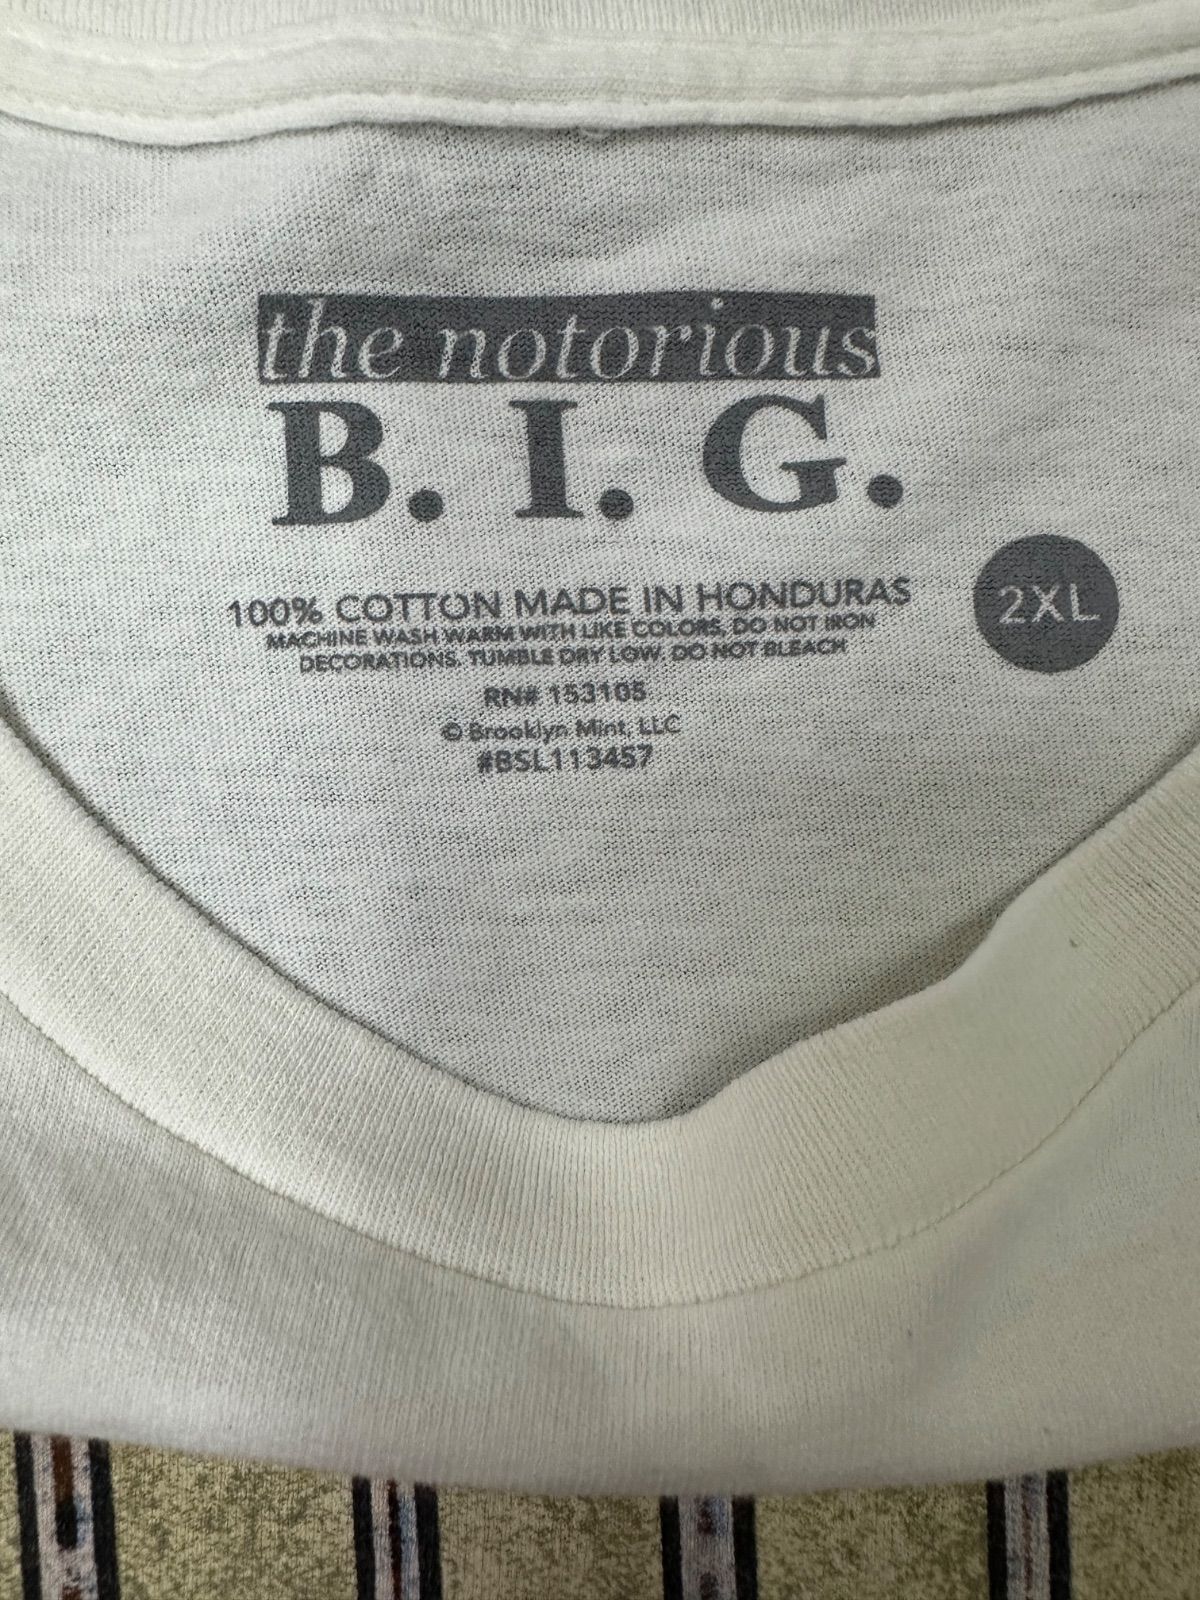 the notorious
B. I. G.
100% COTTON MADE IN HONDURAS
MACHINE WASH WARM WITH LIKE COLORS, DO NOT IRON
DECORATIONS. TUMBLE DRY LOW. DO NOT BLEACH
2XL
RN# 153105
© Brooklyn Mint, LLC
#BSL113457